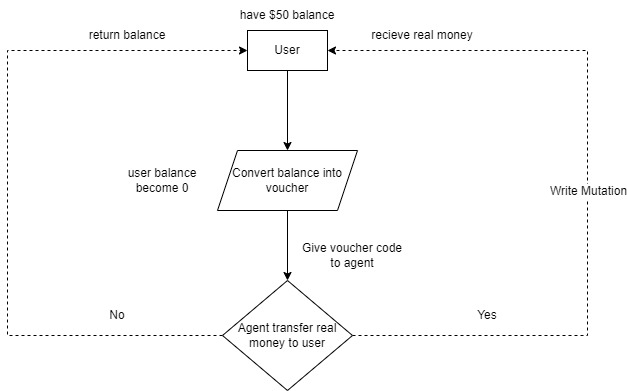 have $50 balance
return balance
recieve real money
User
user balance
become 0
Convert balance into
voucher
Write Mutation
Give voucher code
to agent
No
Yes
Agent transfer real
money to user